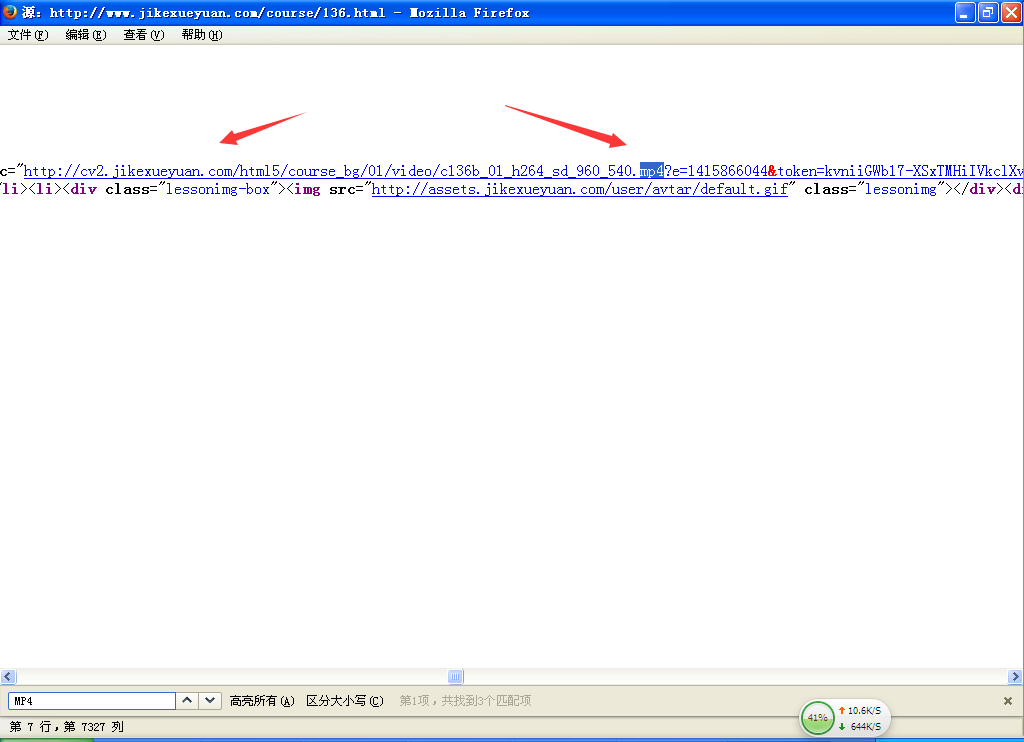 源: http://www.jikexueyuan.com/course/136.html - Mozilla Firefox
文件(F) 编辑(E) 查看(V) 帮助(H)
c="http://cv2.jikexueyuan.com/html5/course_bg/01/video/c136b_01_h264_sd_960_540.mp4?e=1415866044&token=kvniiGWb17-XSxTMHiIVkclXv
li><li><div class="lessonimg-box"><img src="http://assets.jikexueyuan.com/user/avtar/default.gif" class="lessonimg"></div><di
MP4 高亮所有(A) 区分大小写(C) 第1项，共找到3个匹配项
第 7 行，第 7327 列
41% ↑ 10.6K/S
↓ 644K/S